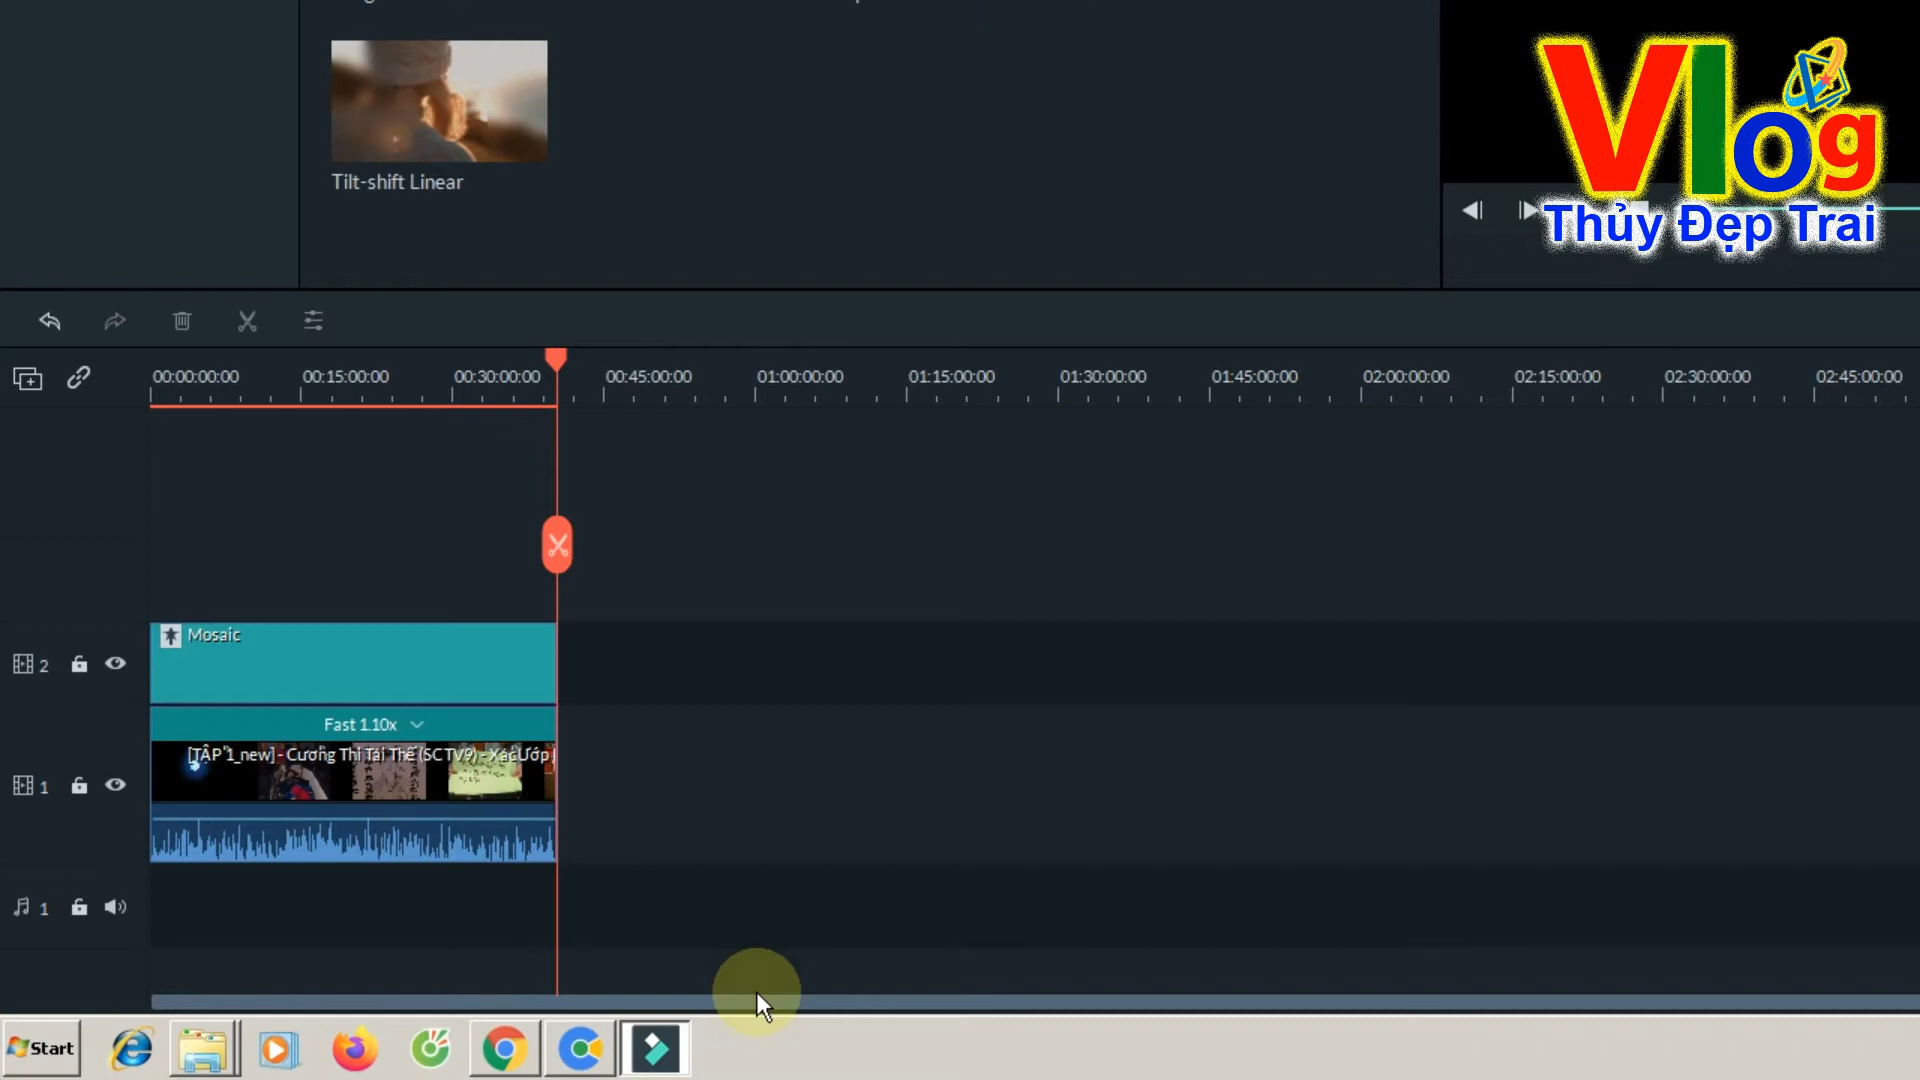 Vlog
Tilt-shift Linear
Thủy Đẹp Trai
00:00:00:00 00:15:00:00 00:30:00:00 00:45:00:00 01:00:00:00 01:15:00:00 01:30:00:00 01:45:00:00 02:00:00:00 02:15:00:00 02:30:00:00 02:45:00:00
Mosaic
2
Fast 1.10x
[TẬP 1_new] - Cương Thi Tái Thế (SCTV9) - Xác Ướp
1
1
Start